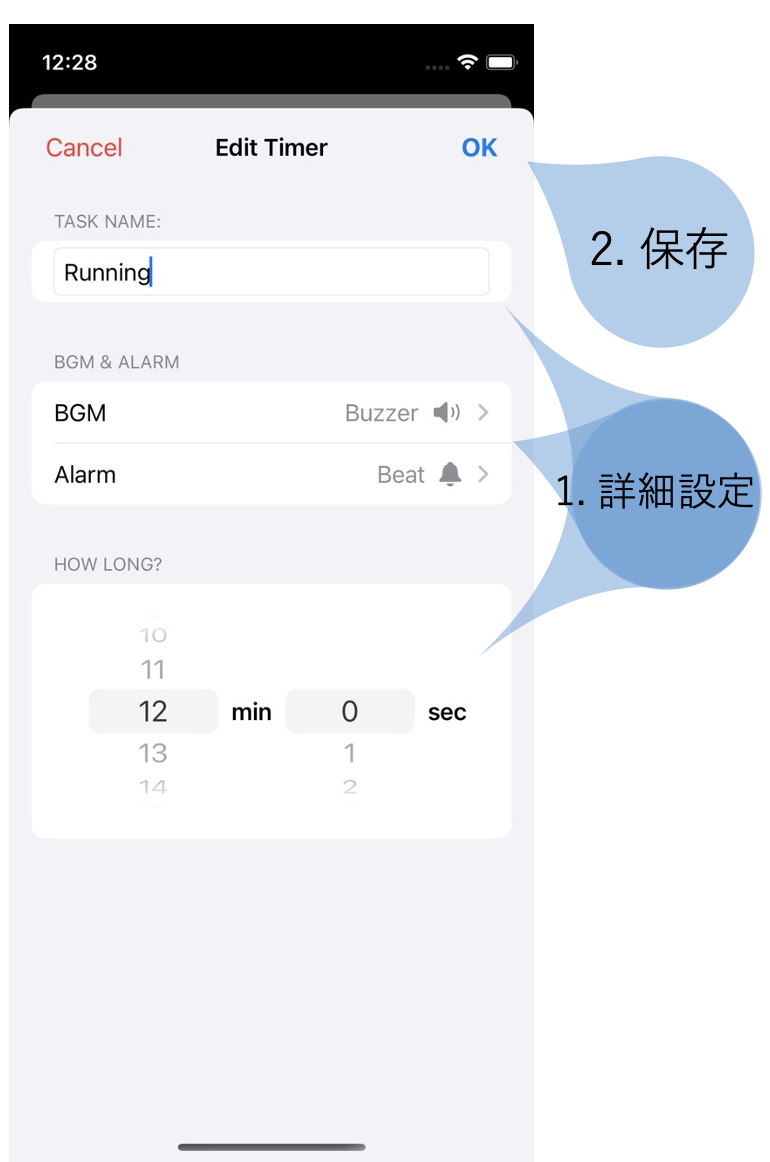 12:28
Cancel Edit Timer OK
TASK NAME:
Running
BGM & ALARM
BGM Buzzer
Alarm Beat
HOW LONG?
10
11
12 min 0 sec
13 1
14 2
2. 保存
1. 詳細設定